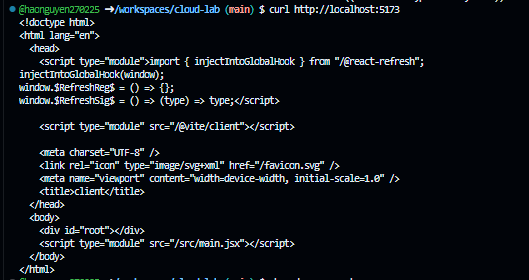 @haonguyen270225 ➜/workspaces/cloud-lab (main) $ curl http://localhost:5173
<!doctype html>
<html lang="en">
  <head>
    <script type="module">import { injectIntoGlobalHook } from "/@react-refresh";
injectIntoGlobalHook(window);
window.$RefreshReg$ = () => {};
window.$RefreshSig$ = () => (type) => type;</script>

    <script type="module" src="/@vite/client"></script>

    <meta charset="UTF-8" />
    <link rel="icon" type="image/svg+xml" href="/favicon.svg" />
    <meta name="viewport" content="width=device-width, initial-scale=1.0" />
    <title>client</title>
  </head>
  <body>
    <div id="root"></div>
    <script type="module" src="/src/main.jsx"></script>
  </body>
</html>